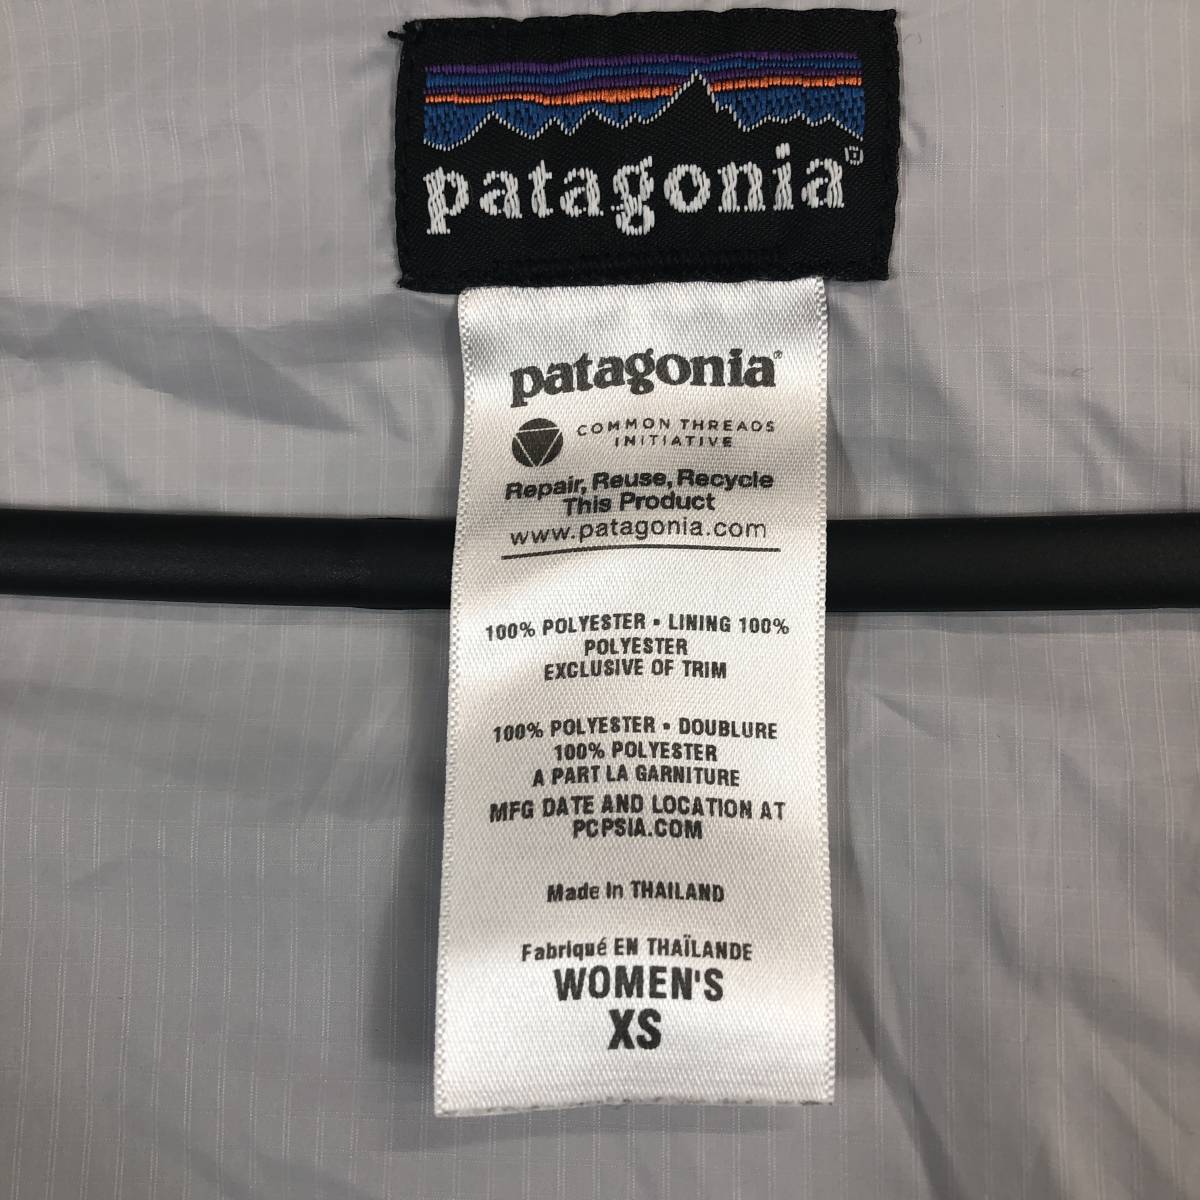 patagonia®
patagonia®
COMMON THREADS
INITIATIVE
Repair, Reuse, Recycle
This Product
www.patagonia.com
100% POLYESTER • LINING 100%
POLYESTER
EXCLUSIVE OF TRIM
100% POLYESTER • DOUBLURE
100% POLYESTER
A PART LA GARNITURE
MFG DATE AND LOCATION AT
PCPSIA.COM
Made In THAILAND
Fabriqué EN THAÏLANDE
WOMEN'S
XS